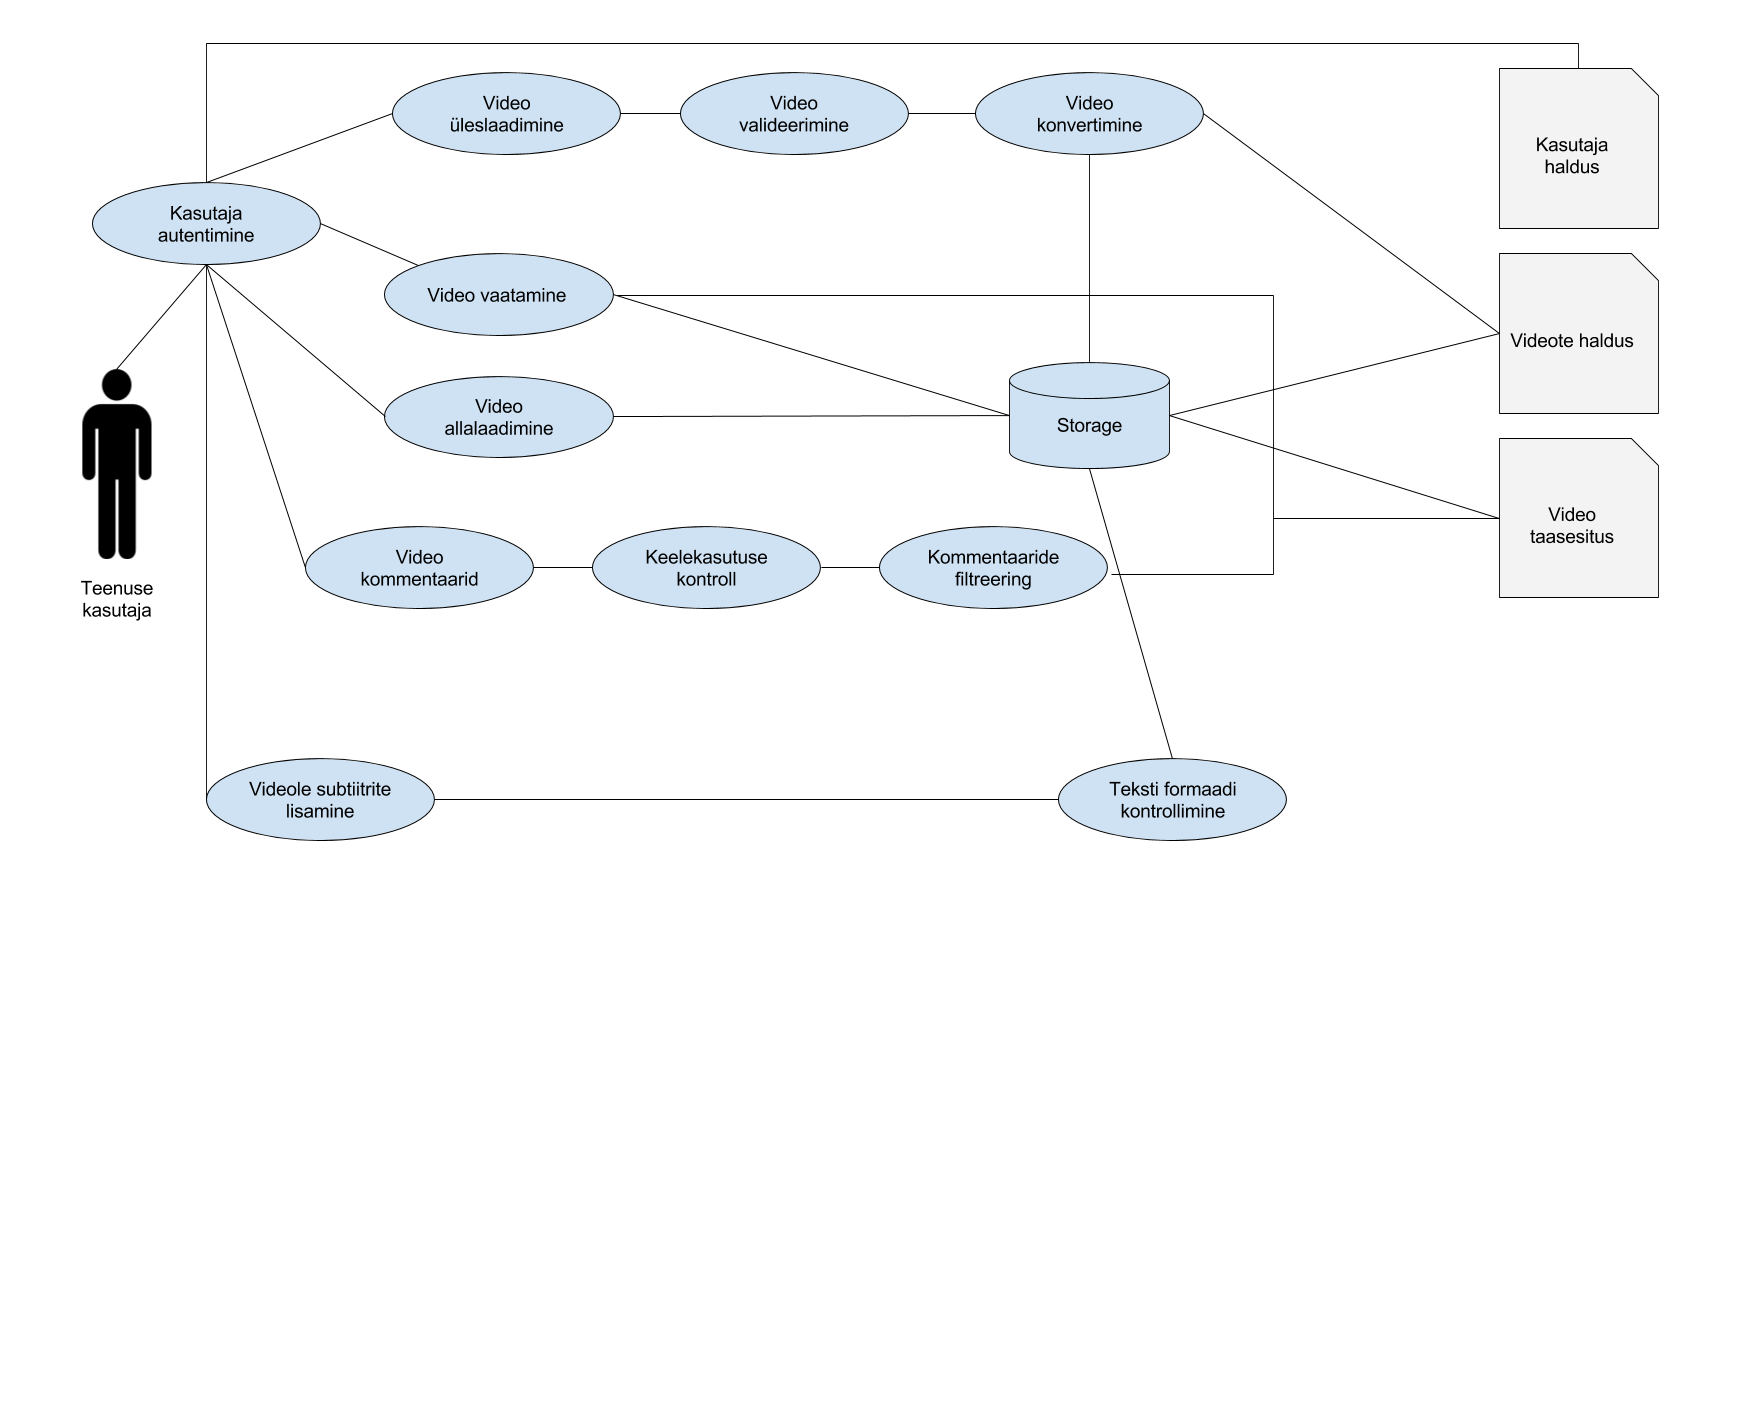 Video
üleslaadimine
Video
valideerimine
Video
konvertimine
Kasutaja
haldus
Kasutaja
autentimine
Video vaatamine
Videote haldus
Video
allalaadimine
Storage
Video
taasesitus
Video
kommentaarid
Keelekasutuse
kontroll
Kommentaaride
filtreering
Teenuse
kasutaja
Videole subtiitrite
lisamine
Teksti formaadi
kontrollimine